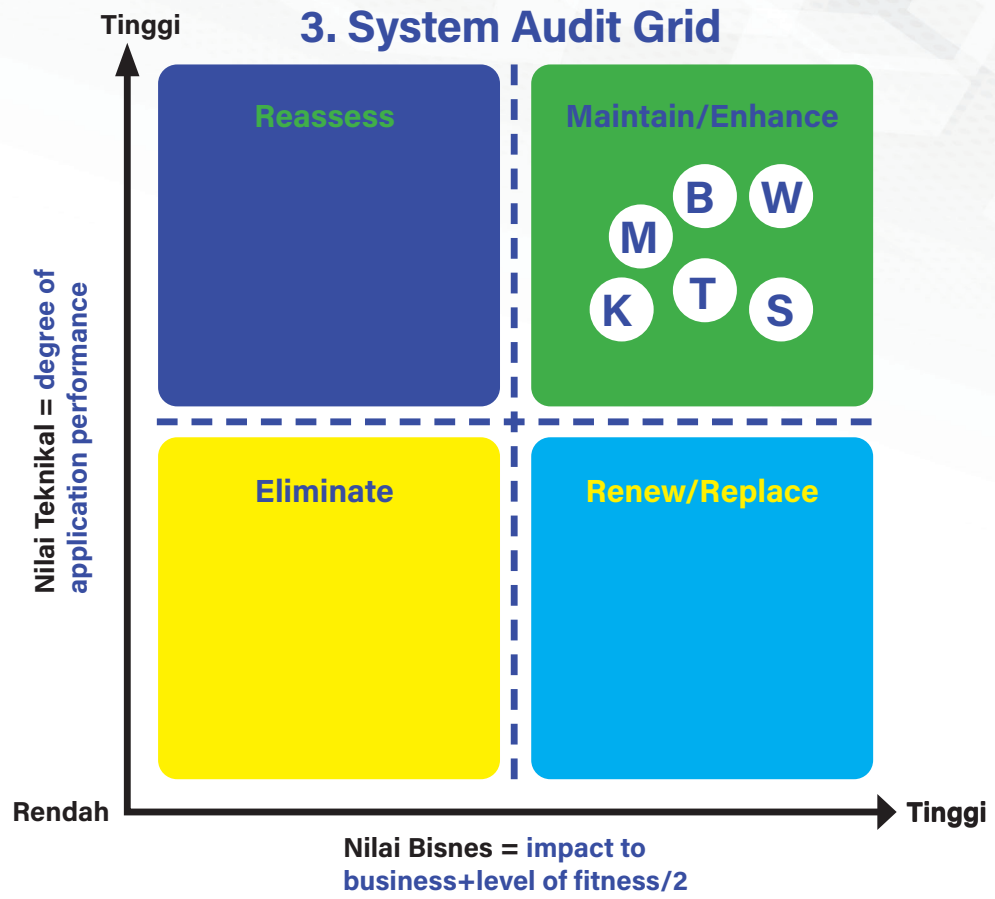 3. System Audit Grid
Tinggi
Reassess
Maintain/Enhance
B
W
M
T
K
S
Nilai Teknikal = degree of
application performance
Eliminate
Renew/Replace
Rendah
Tinggi
Nilai Bisnes = impact to
business+level of fitness/2